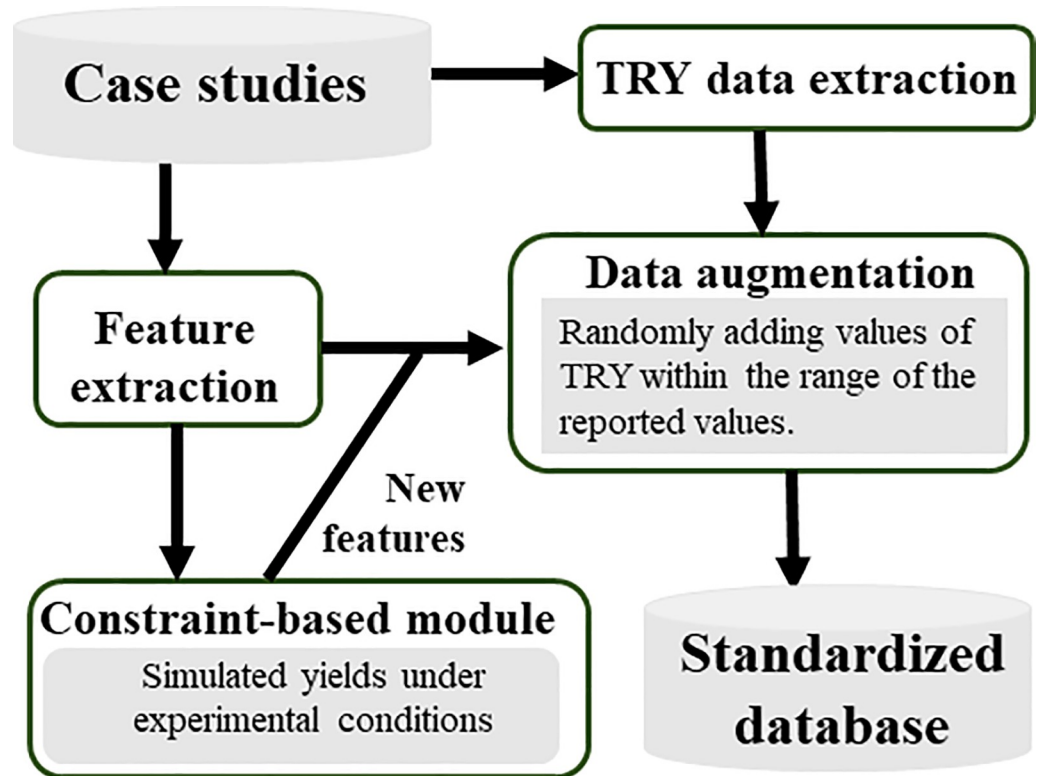 Case studies
TRY data extraction
Feature
extraction
Data augmentation
Randomly adding values of
TRY within the range of the
reported values.
New
features
Constraint-based module
Simulated yields under
experimental conditions
Standardized
database